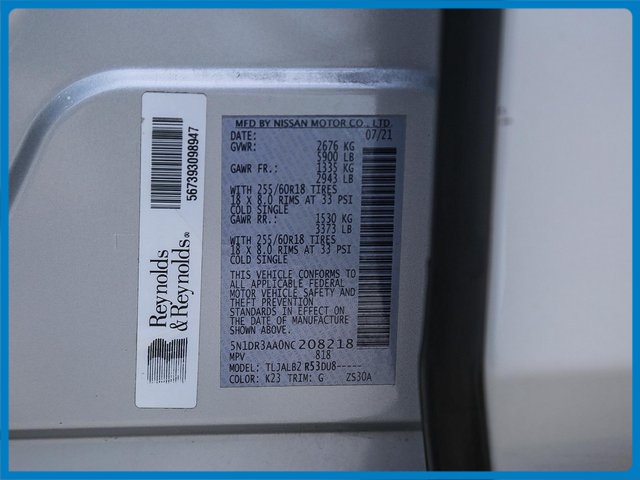 567393098947
Reynolds
& Reynolds®
MFD BY NISSAN MOTOR CO., LTD.
DATE: 07/21
GVWR: 2676 KG
5900 LB
GAWR FR.: 1335 KG
2943 LB
WITH 255/60R18 TIRES
18 X 8.0 RIMS AT 33 PSI
COLD SINGLE
GAWR RR.: 1530 KG
3373 LB
WITH 255/60R18 TIRES
18 X 8.0 RIMS AT 33 PSI
COLD SINGLE
THIS VEHICLE CONFORMS TO
ALL APPLICABLE FEDERAL
MOTOR VEHICLE SAFETY AND
THEFT PREVENTION
STANDARDS IN EFFECT ON
THE DATE OF MANUFACTURE
SHOWN ABOVE.
5N1DR3AA0NC208218
MPV 818
MODEL: TLJALB2 R53DU8-----
COLOR: K23 TRIM: G ZS30A